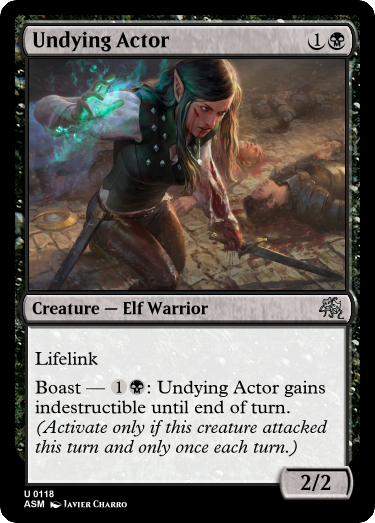 Undying Actor 1
Creature — Elf Warrior
Lifelink
Boast — 1 : Undying Actor gains
indestructible until end of turn.
(Activate only if this creature attacked
this turn and only once each turn.)
2/2
U 0118
ASM Javier Charro